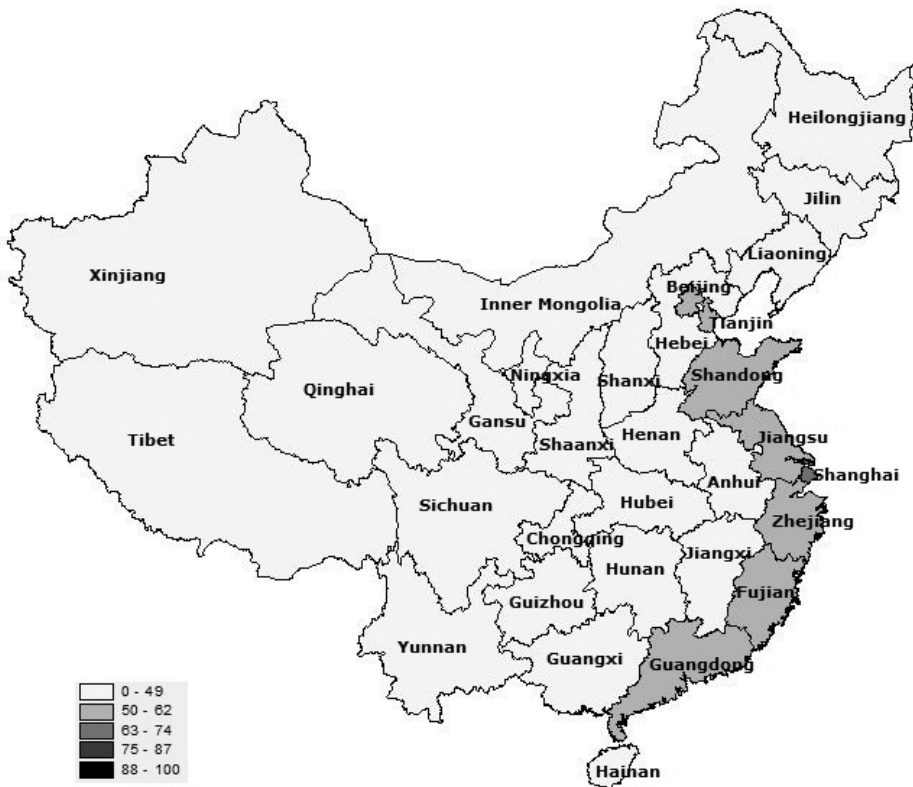 Heilongjiang
Jilin
Liaoning
Xinjiang
Beijing
Inner Mongolia
Tianjin
Hebei
Ningxia
Shanxi
Shandong
Qinghai
Gansu
Tibet
Shaanxi
Henan
Jiangsu
Shanghai
Anhui
Sichuan
Hubei
Zhejiang
Chongqing
Jiangxi
Hunan
Fujian
Guizhou
Yunnan
Guangxi
Guangdong
Hainan
0 - 49
50 - 62
63 - 74
75 - 87
88 - 100